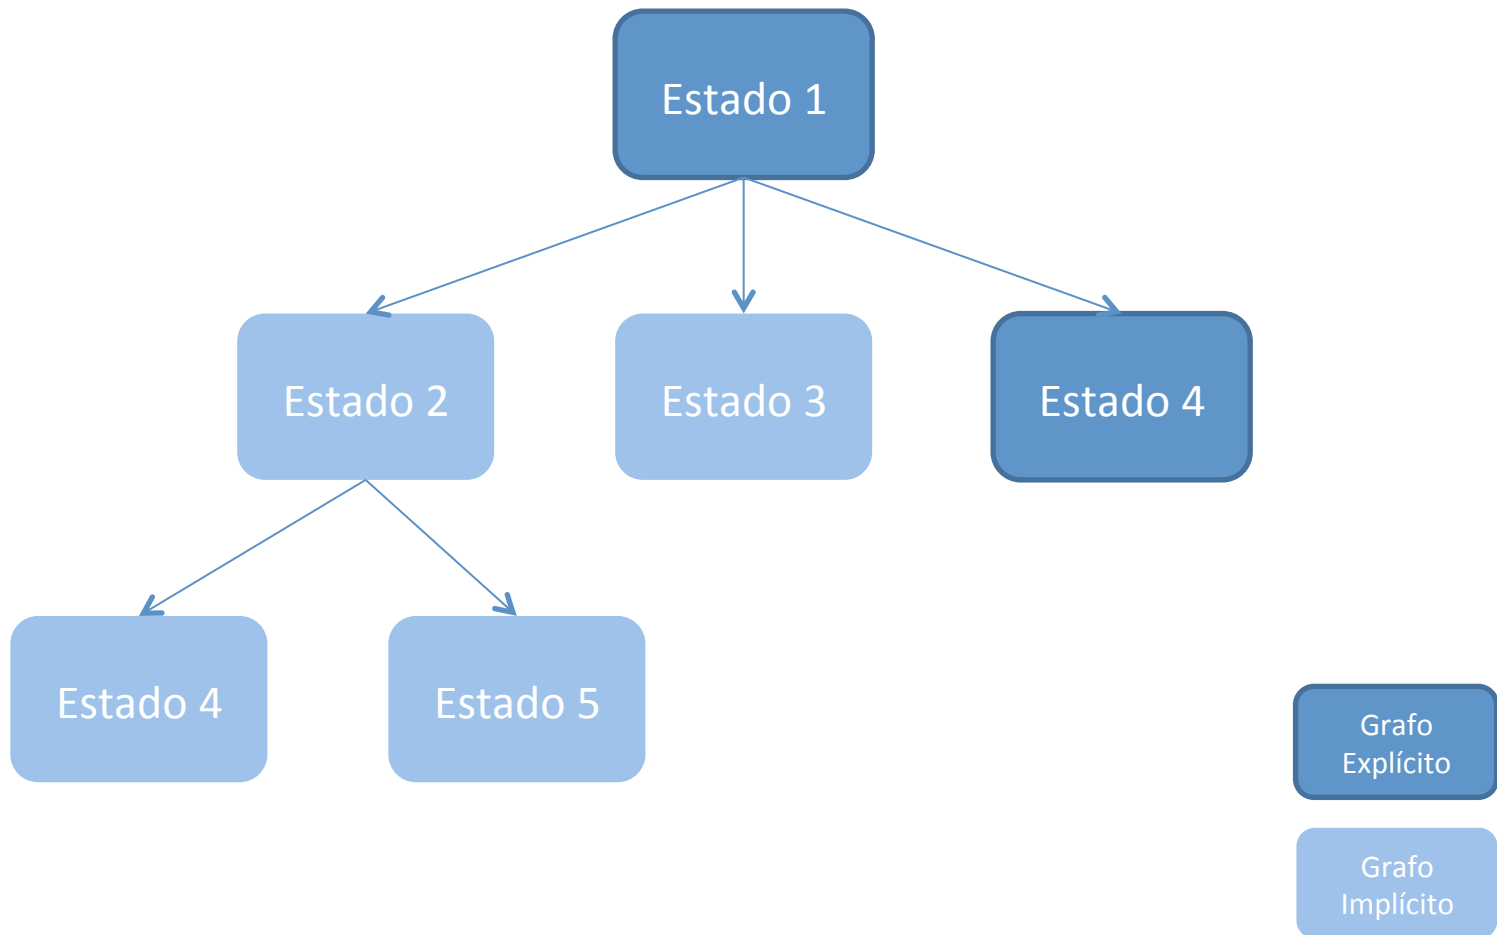 Estado 1
Estado 2
Estado 3
Estado 4
Estado 4
Estado 5
Grafo
Explícito
Grafo
Implícito